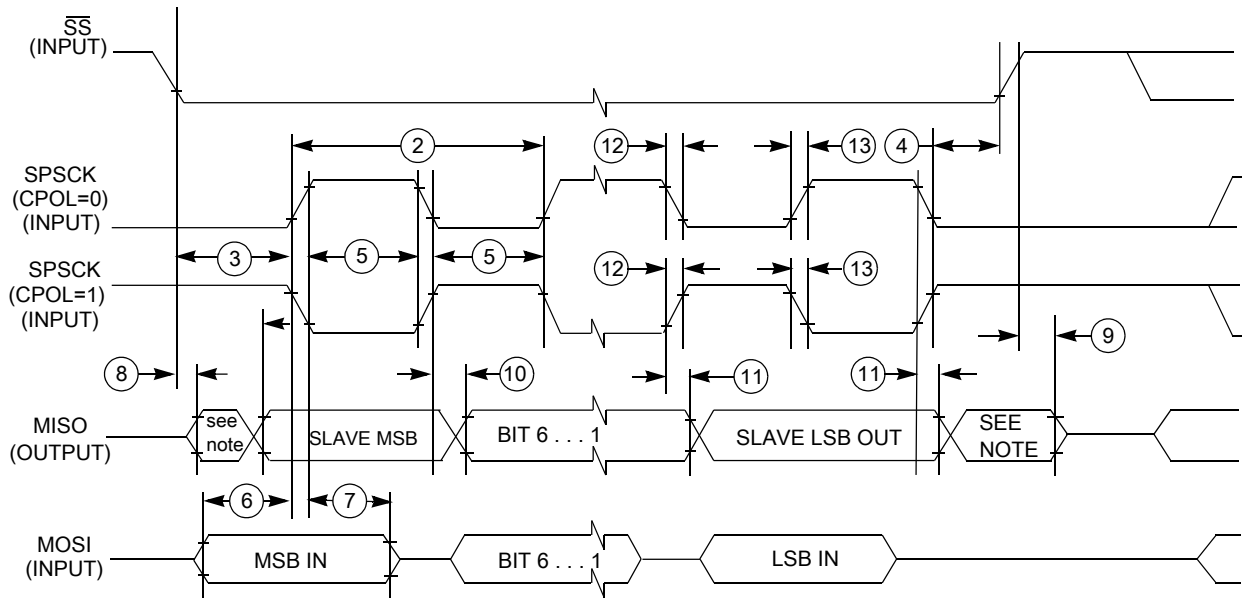 SS
(INPUT)
2
12
13
4
SPSCK
(CPOL=0)
(INPUT)
3
5
5
SPSCK
(CPOL=1)
(INPUT)
12
13
9
8
10
11
11
MISO
(OUTPUT)
see
note
SLAVE MSB
BIT 6 . . . 1
SLAVE LSB OUT
SEE
NOTE
6
7
MOSI
(INPUT)
MSB IN
BIT 6 . . . 1
LSB IN